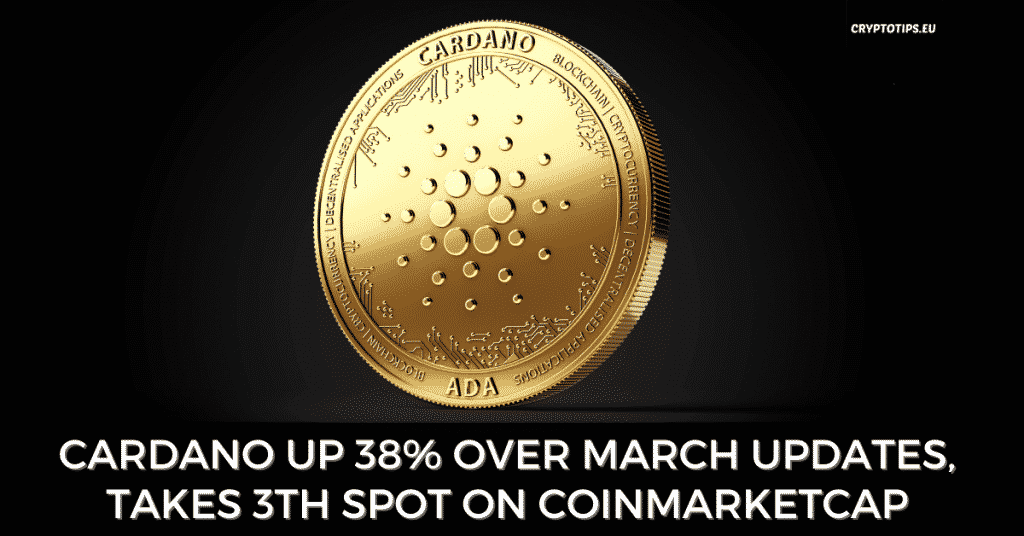 CRYPTOTIPS.EU
CARDANO
BLOCKCHAIN | CRYPTOCURRENCY | DECENTRALISED APPLICATIONS
BLOCKCHAIN | CRYPTOCURRENCY | DECENTRALISED APPLICATIONS
ADA
CARDANO UP 38% OVER MARCH UPDATES,
TAKES 3TH SPOT ON COINMARKETCAP